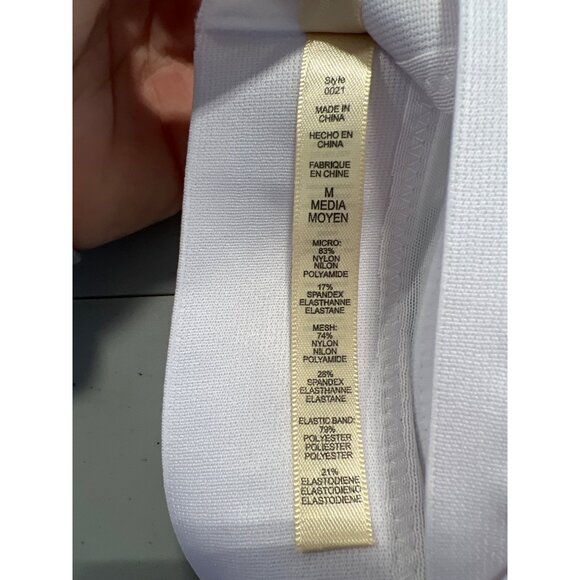 Style
0021
MADE IN
CHINA
HECHO EN
CHINA
FABRIQUE
EN CHINE
M
MEDIA
MOYEN
MICRO:
83%
NYLON
NILON
POLYAMIDE
17%
SPANDEX
ELASTHANNE
ELASTANE
MESH:
74%
NYLON
NILON
POLYAMIDE
26%
SPANDEX
ELASTHANNE
ELASTANE
ELASTIC BAND:
79%
POLYESTER
POLIESTER
POLYESTER
21%
ELASTODIENE
ELASTODIENO
ELASTODIENE